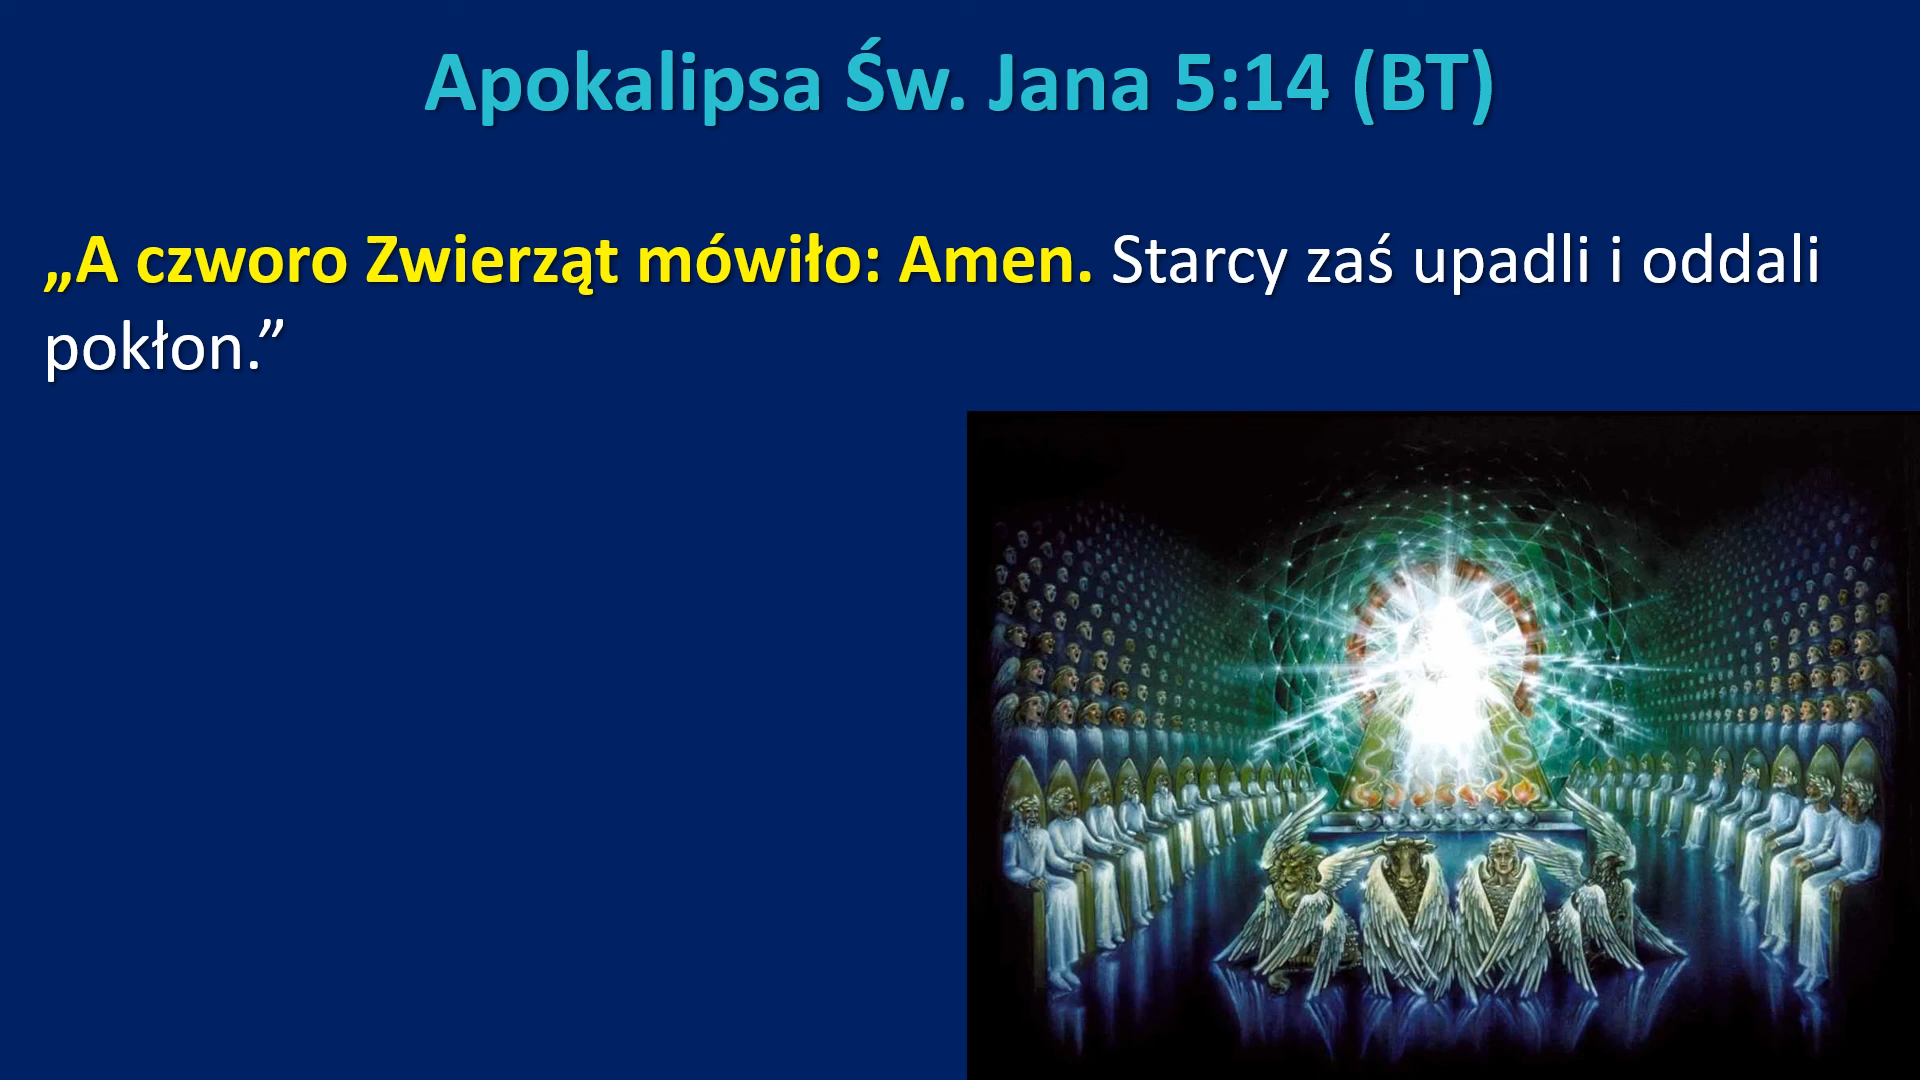 Apokalipsa Św. Jana 5:14 (BT)
„A czworo Zwierząt mówiło: Amen. Starcy zaś upadli i oddali
pokłon.”